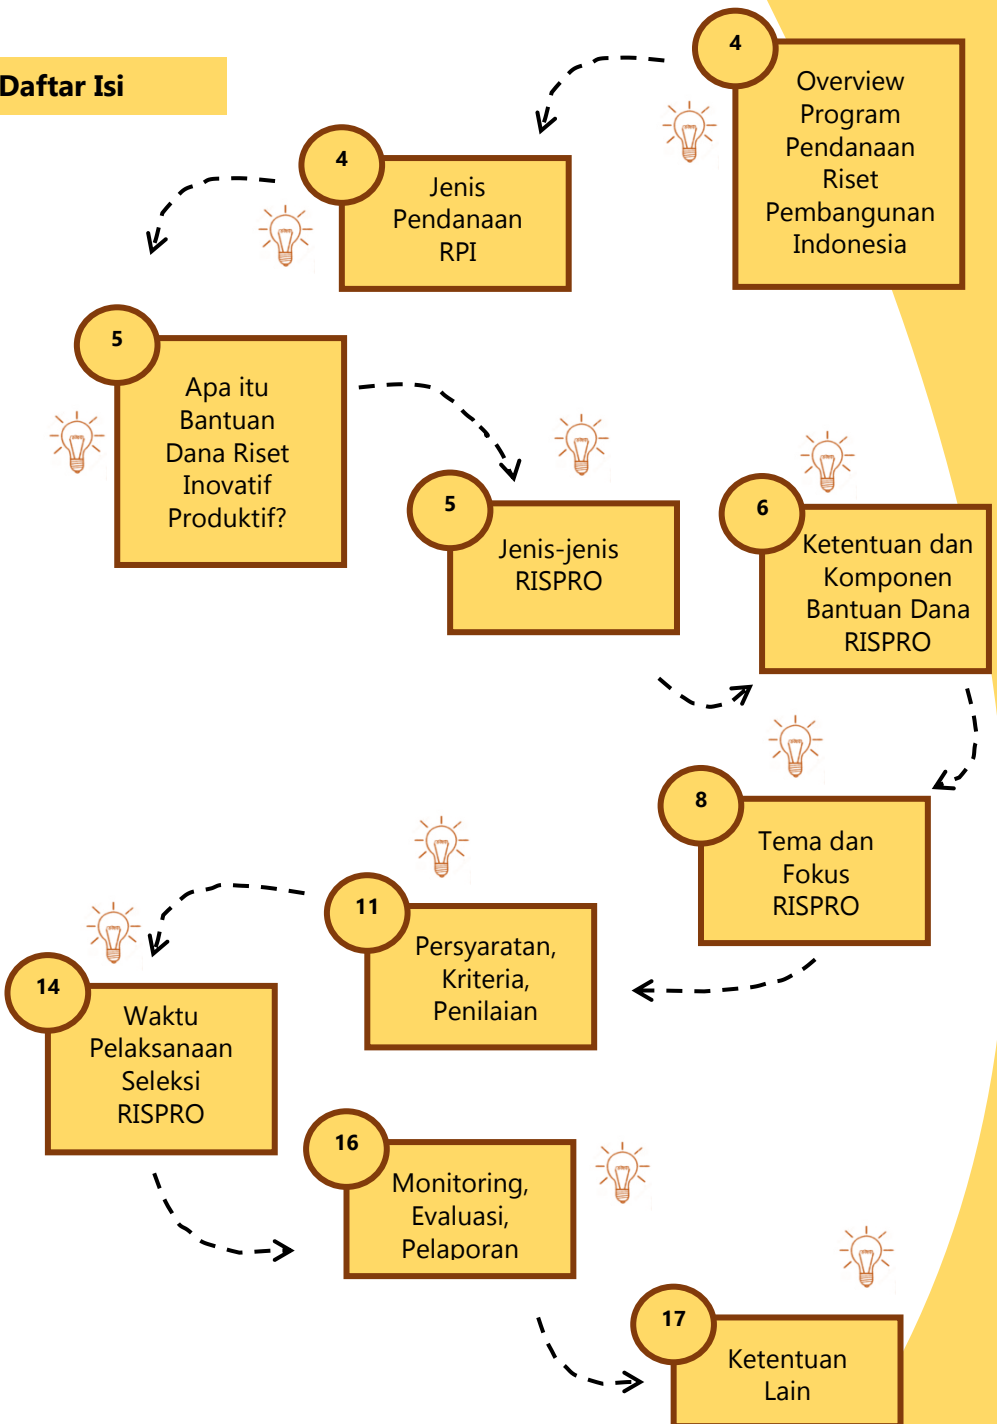 Daftar Isi
4
Overview
Program
Pendanaan
Riset
Pembangunan
Indonesia
4
Jenis
Pendanaan
RPI
5
Apa itu
Bantuan
Dana Riset
Inovatif
Produktif?
5
Jenis-jenis
RISPRO
6
Ketentuan dan
Komponen
Bantuan Dana
RISPRO
8
Tema dan
Fokus
RISPRO
11
Persyaratan,
Kriteria,
Penilaian
14
Waktu
Pelaksanaan
Seleksi
RISPRO
16
Monitoring,
Evaluasi,
Pelaporan
17
Ketentuan
Lain